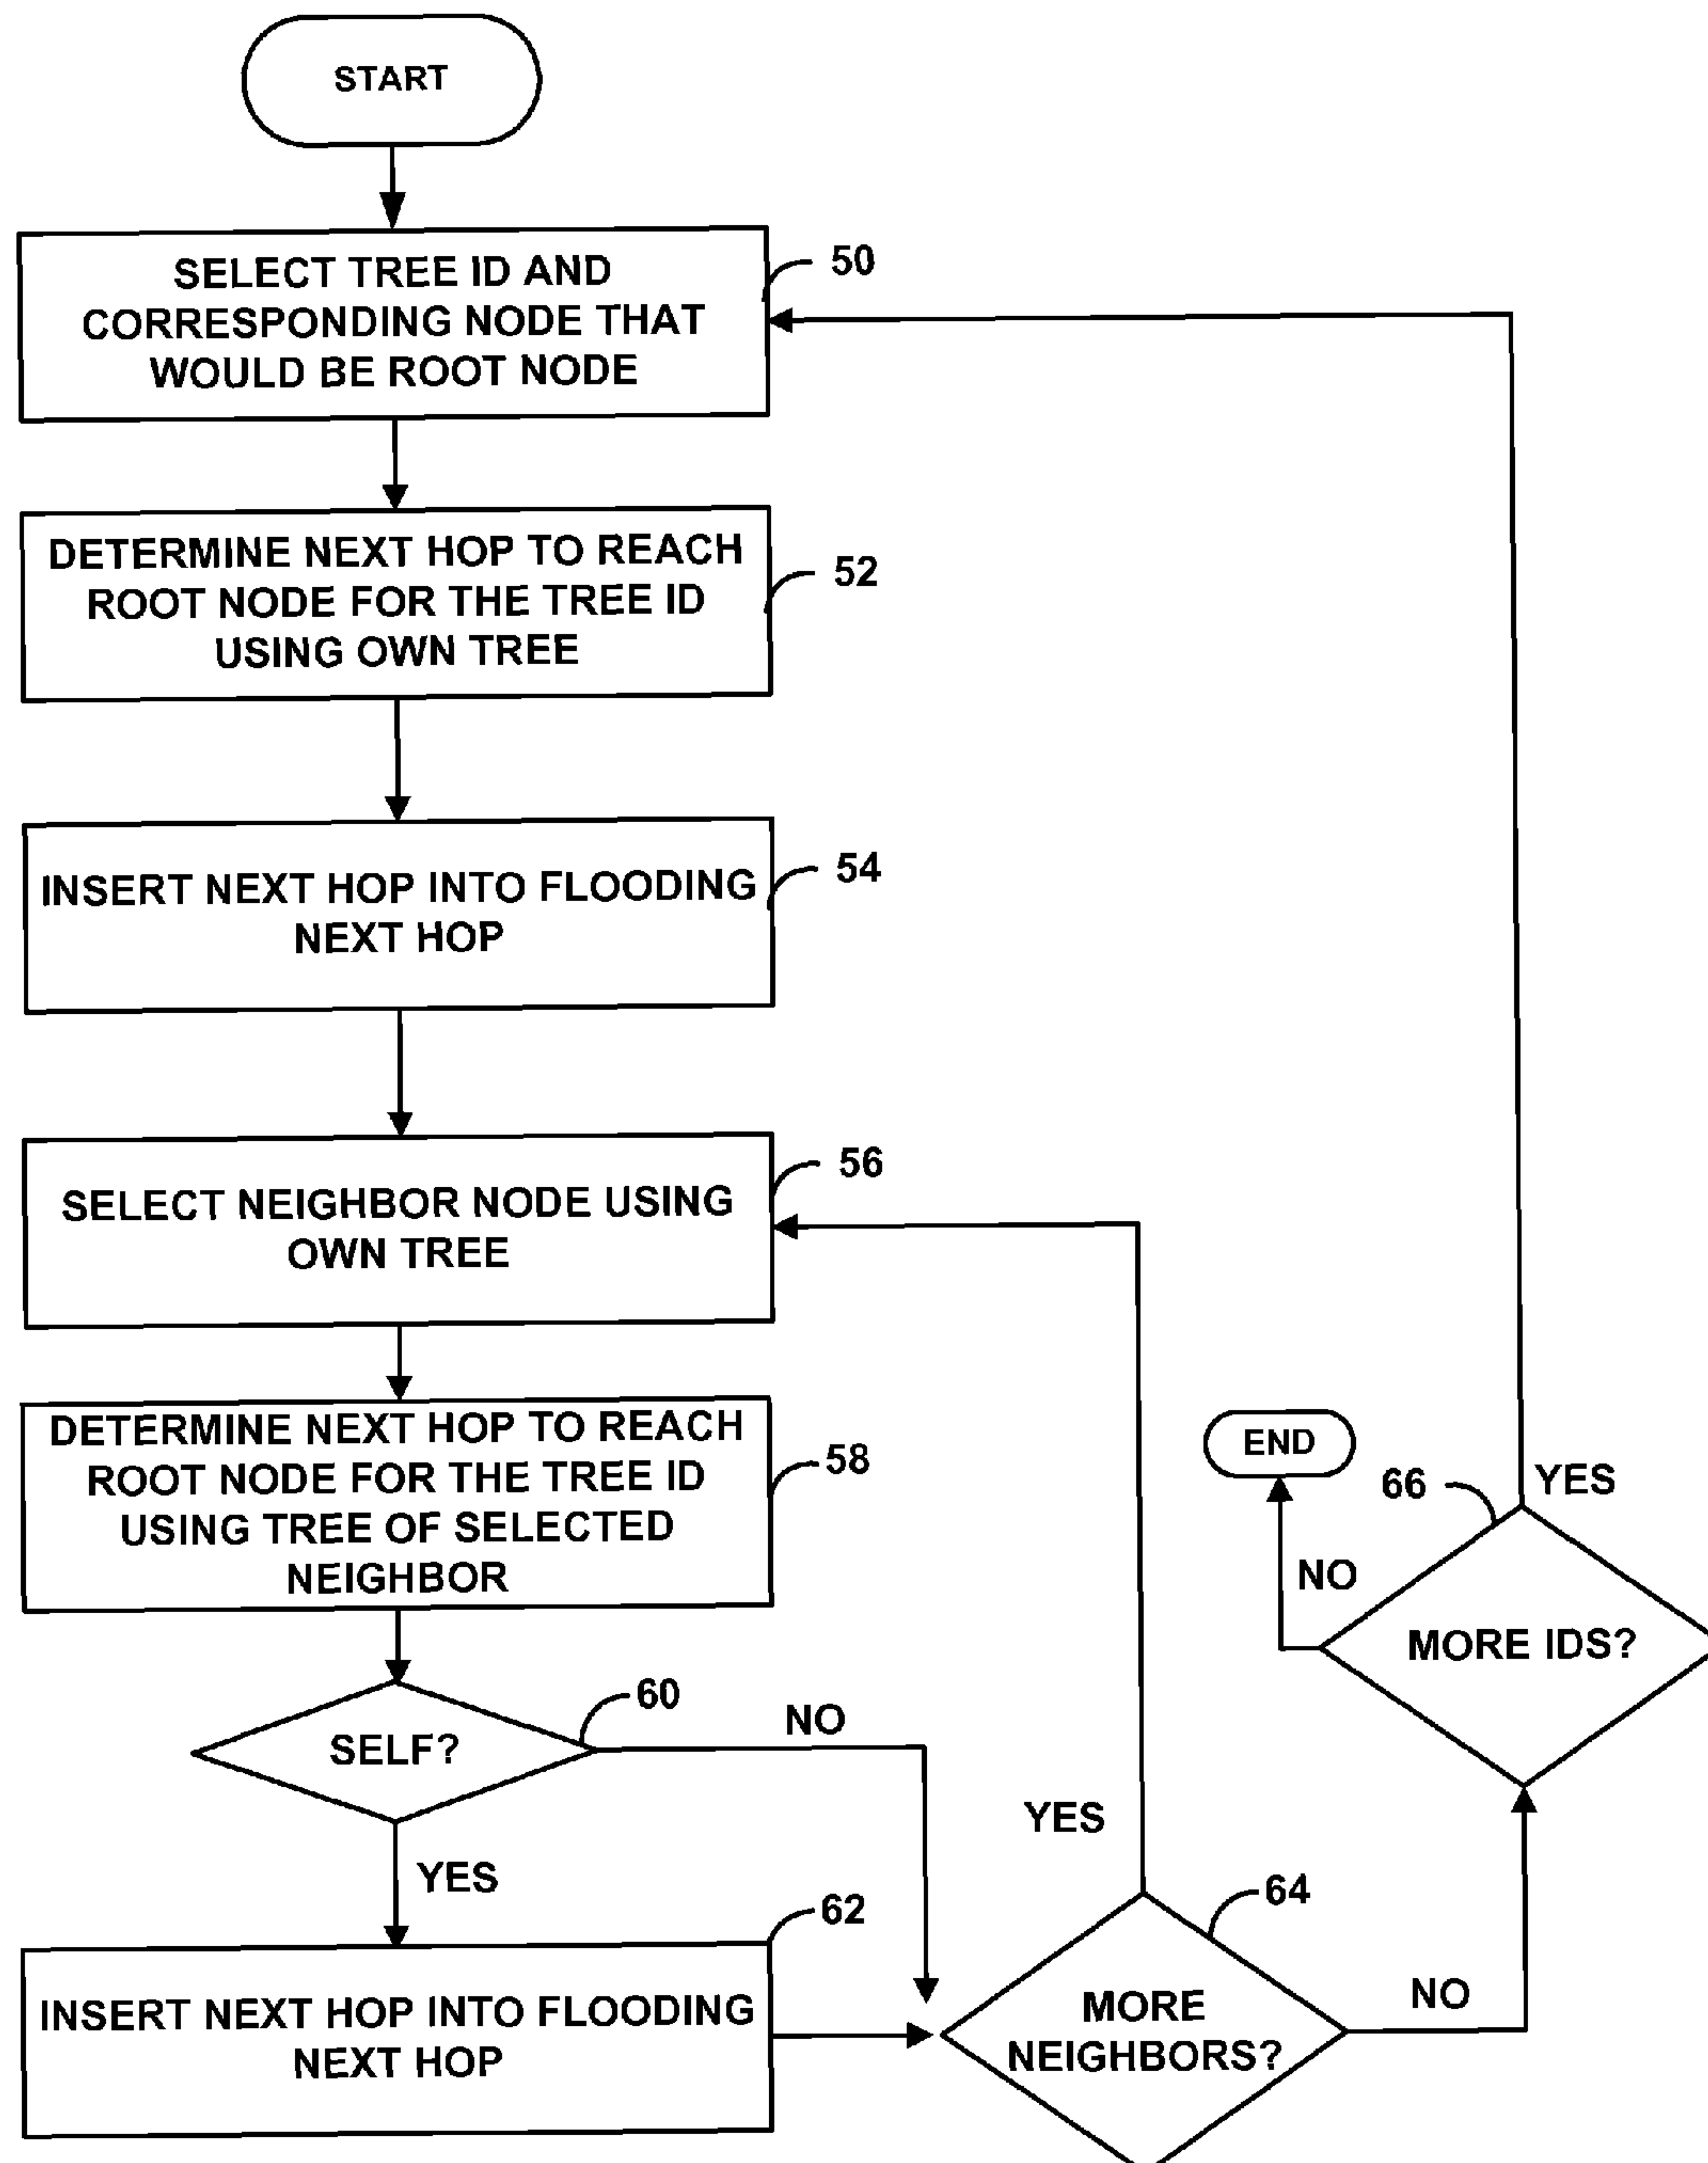 START
SELECT TREE ID AND
CORRESPONDING NODE THAT
WOULD BE ROOT NODE
50
DETERMINE NEXT HOP TO REACH
ROOT NODE FOR THE TREE ID
USING OWN TREE
52
INSERT NEXT HOP INTO FLOODING
NEXT HOP
54
SELECT NEIGHBOR NODE USING
OWN TREE
56
DETERMINE NEXT HOP TO REACH
ROOT NODE FOR THE TREE ID
USING TREE OF SELECTED
NEIGHBOR
58
SELF?
60
NO
YES
INSERT NEXT HOP INTO FLOODING
NEXT HOP
62
MORE
NEIGHBORS?
64
YES
NO
MORE IDS?
66
YES
NO
END